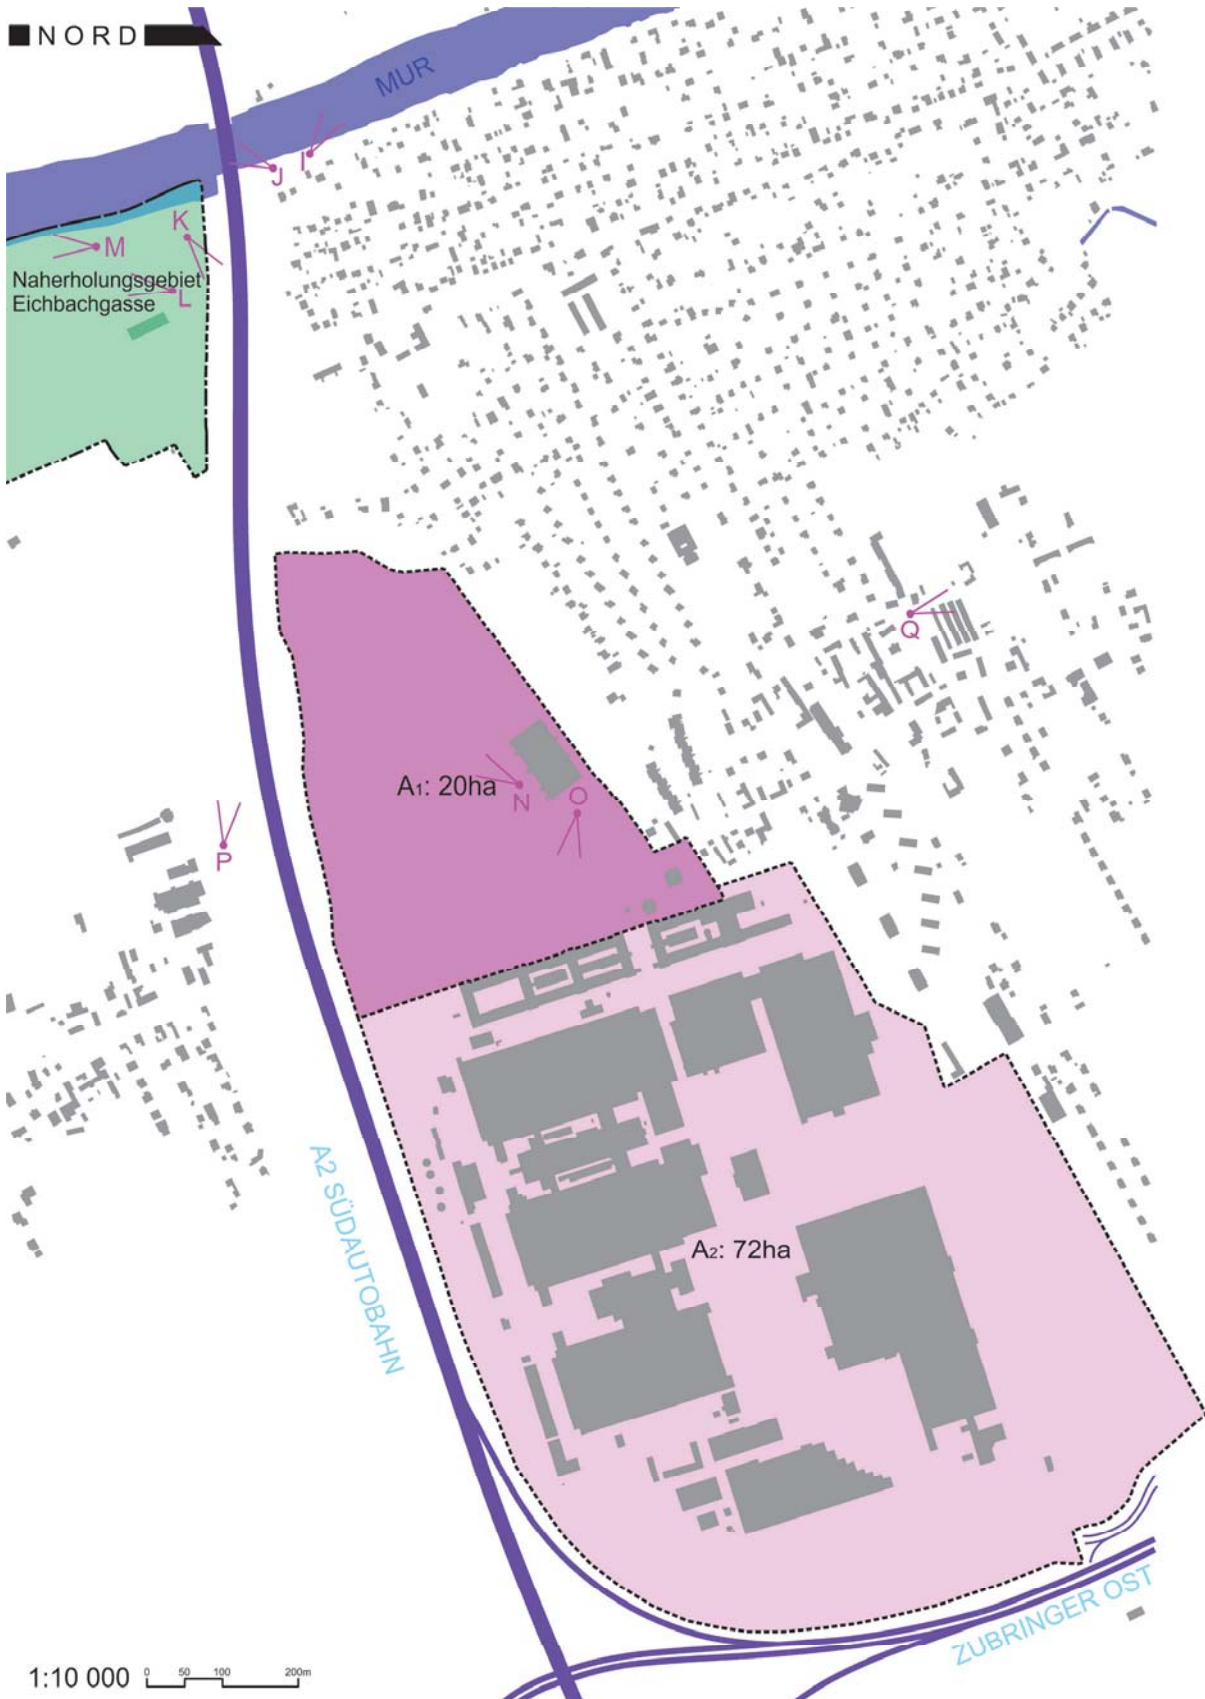 NORD
MUR
J
I
K
M
Naherholungsgebiet
L
Eichbachgasse
Q
A1: 20ha
N
O
P
A2 SÜDAUTOBAHN
A2: 72ha
ZUBRINGER OST
1:10 000
0 50 100 200m